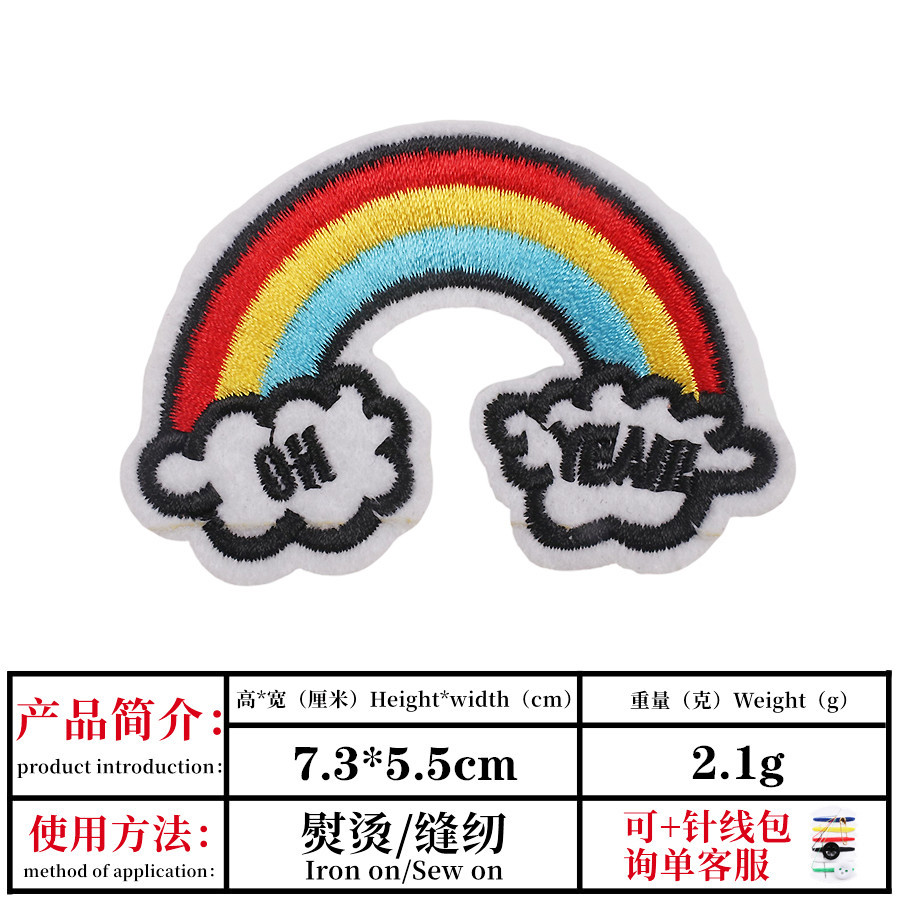 OH
YEAH!
产品简介：
product introduction：
高*宽（厘米）Height*width（cm）
重量（克）Weight（g）
7.3*5.5cm
2.1g
使用方法：
method of application：
熨烫/缝纫
Iron on/Sew on
可+针线包
询单客服